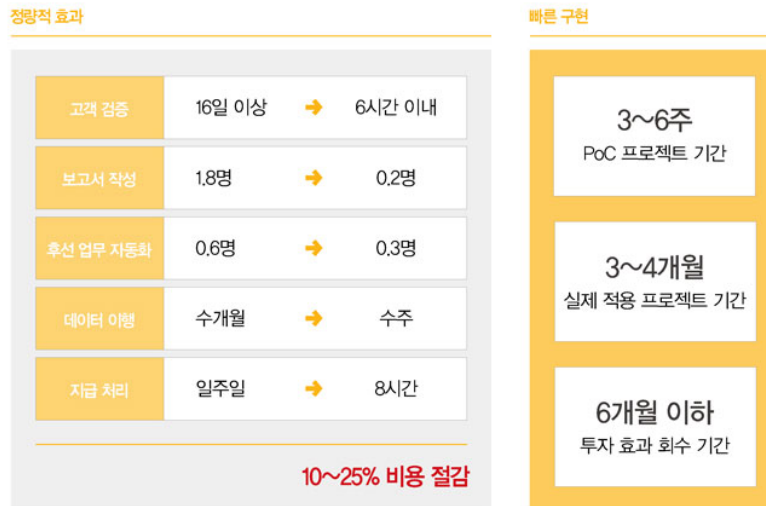 정량적 효과
고객 검증 16일 이상 ➔ 6시간 이내
보고서 작성 1.8명 ➔ 0.2명
후선 업무 자동화 0.6명 ➔ 0.3명
데이터 이행 수개월 ➔ 수주
지급 처리 일주일 ➔ 8시간
10~25% 비용 절감
빠른 구현
3~6주
PoC 프로젝트 기간
3~4개월
실제 적용 프로젝트 기간
6개월 이하
투자 효과 회수 기간